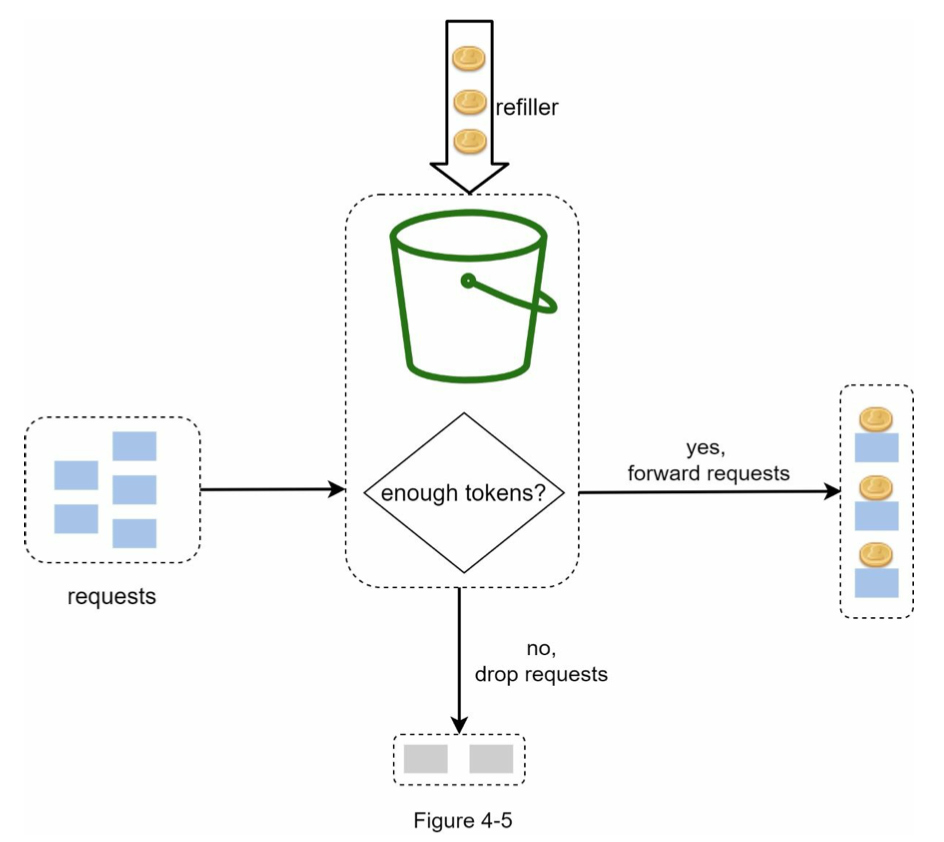 refiller
enough tokens?
yes,
forward requests
requests
no,
drop requests
Figure 4-5